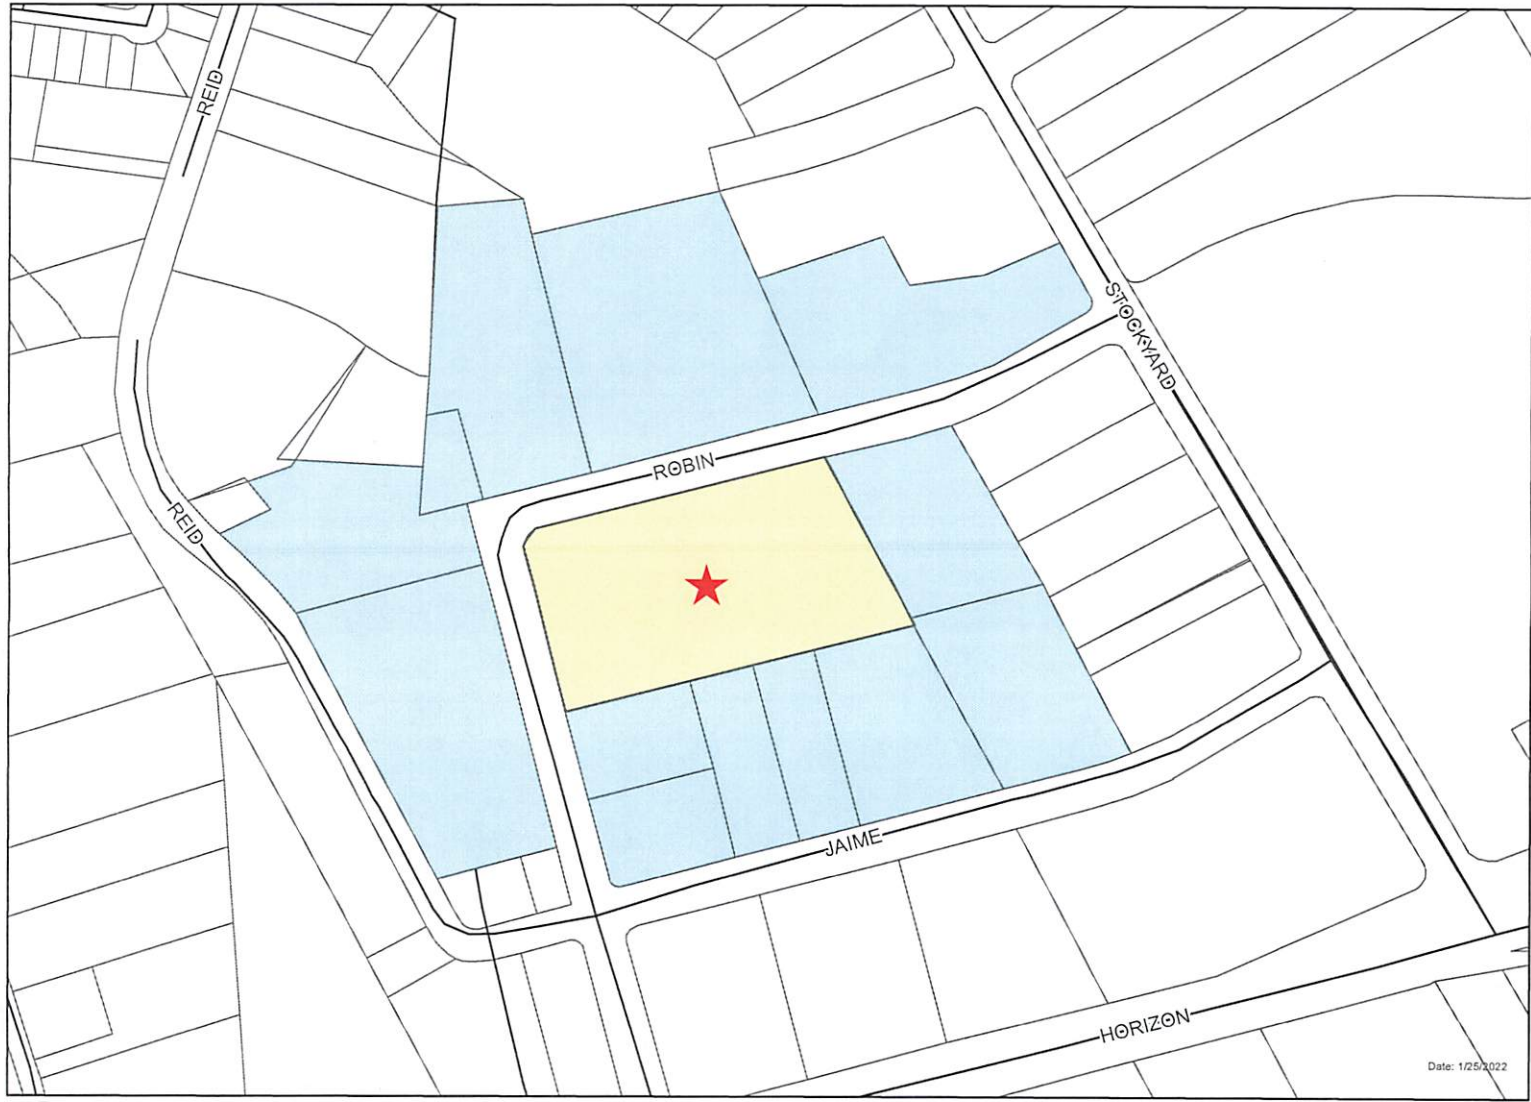 REID
STOCKYARD
ROBIN
REID
JAIME
HORIZON
Date: 1/25/2022